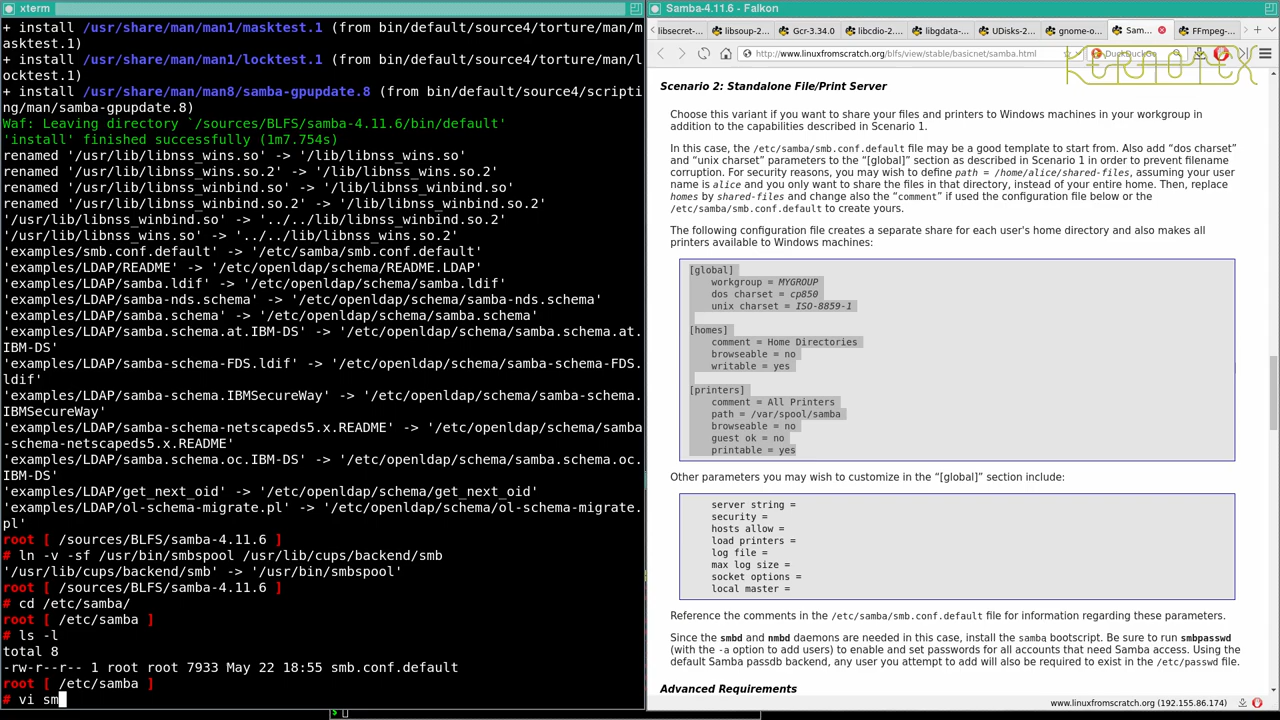 xterm
+ install /usr/share/man/man1/masktest.1 (from bin/default/source4/torture/man/m
asktest.1)
+ install /usr/share/man/man1/locktest.1 (from bin/default/source4/torture/man/l
ocktest.1)
+ install /usr/share/man/man8/samba-gpupdate.8 (from bin/default/source4/scripti
ng/man/samba-gpupdate.8)
Waf: Leaving directory `/sources/BLFS/samba-4.11.6/bin/default'
'install' finished successfully (1m7.754s)
renamed '/usr/lib/libnss_wins.so' -> '/lib/libnss_wins.so'
renamed '/usr/lib/libnss_wins.so.2' -> '/lib/libnss_wins.so.2'
renamed '/usr/lib/libnss_winbind.so' -> '/lib/libnss_winbind.so'
renamed '/usr/lib/libnss_winbind.so.2' -> '/lib/libnss_winbind.so.2'
'/usr/lib/libnss_winbind.so' -> '../../lib/libnss_winbind.so.2'
'/usr/lib/libnss_wins.so' -> '../../lib/libnss_wins.so.2'
'examples/smb.conf.default' -> '/etc/samba/smb.conf.default'
'examples/LDAP/README' -> '/etc/openldap/schema/README.LDAP'
'examples/LDAP/samba.ldif' -> '/etc/openldap/schema/samba.ldif'
'examples/LDAP/samba-nds.schema' -> '/etc/openldap/schema/samba-nds.schema'
'examples/LDAP/samba.schema' -> '/etc/openldap/schema/samba.schema'
'examples/LDAP/samba.schema.at.IBM-DS' -> '/etc/openldap/schema/samba.schema.at.
IBM-DS'
'examples/LDAP/samba-schema-FDS.ldif' -> '/etc/openldap/schema/samba-schema-FDS.
ldif'
'examples/LDAP/samba-schema.IBMSecureWay' -> '/etc/openldap/schema/samba-schema.
IBMSecureWay'
'examples/LDAP/samba-schema-netscapeds5.x.README' -> '/etc/openldap/schema/samba
-schema-netscapeds5.x.README'
'examples/LDAP/samba.schema.oc.IBM-DS' -> '/etc/openldap/schema/samba.schema.oc.
IBM-DS'
'examples/LDAP/get_next_oid' -> '/etc/openldap/schema/get_next_oid'
'examples/LDAP/ol-schema-migrate.pl' -> '/etc/openldap/schema/ol-schema-migrate.
pl'
root [ /sources/BLFS/samba-4.11.6 ]
# ln -v -sf /usr/bin/smbspool /usr/lib/cups/backend/smb
'/usr/lib/cups/backend/smb' -> '/usr/bin/smbspool'
root [ /sources/BLFS/samba-4.11.6 ]
# cd /etc/samba/
root [ /etc/samba ]
# ls -l
total 8
-rw-r--r-- 1 root root 7933 May 22 18:55 smb.conf.default
root [ /etc/samba ]
# vi sm
$
Samba-4.11.6 - Falkon
libsecret-... libsoup-2.... Gcr-3.34.0 libcdio-2.... libgdata-... UDisks-2.... gnome-o... Sam... FFmpeg-...
http://www.linuxfromscratch.org/blfs/view/stable/basicnet/samba.html
DuckDuckGo
KERNOTEX
Scenario 2: Standalone File/Print Server
Choose this variant if you want to share your files and printers to Windows machines in your workgroup in
addition to the capabilities described in Scenario 1.
In this case, the /etc/samba/smb.conf.default file may be a good template to start from. Also add “dos charset”
and “unix charset” parameters to the “[global]” section as described in Scenario 1 in order to prevent filename
corruption. For security reasons, you may wish to define path = /home/alice/shared-files, assuming your user
name is alice and you only want to share the files in that directory, instead of your entire home. Then, replace
homes by shared-files and change also the “comment” if used the configuration file below or the
/etc/samba/smb.conf.default to create yours.
The following configuration file creates a separate share for each user's home directory and also makes all
printers available to Windows machines:
[global]
workgroup = MYGROUP
dos charset = cp850
unix charset = ISO-8859-1
[homes]
comment = Home Directories
browseable = no
writable = yes
[printers]
comment = All Printers
path = /var/spool/samba
browseable = no
guest ok = no
printable = yes
Other parameters you may wish to customize in the “[global]” section include:
server string =
security =
hosts allow =
load printers =
log file =
max log size =
socket options =
local master =
Reference the comments in the /etc/samba/smb.conf.default file for information regarding these parameters.
Since the smbd and nmbd daemons are needed in this case, install the samba bootscript. Be sure to run smbpasswd
(with the -a option to add users) to enable and set passwords for all accounts that need Samba access. Using the
default Samba passdb backend, any user you attempt to add will also be required to exist in the /etc/passwd file.
Advanced Requirements
www.linuxfromscratch.org (192.155.86.174)